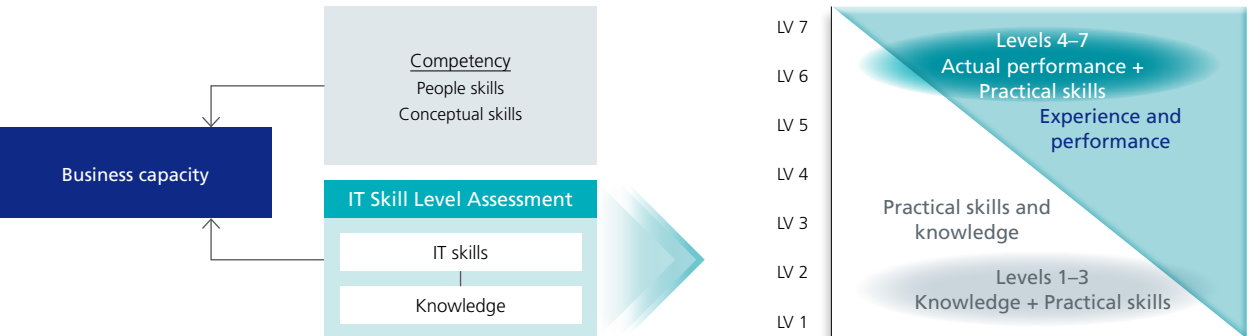 Competency
People skills
Conceptual skills
Business capacity
IT Skill Level Assessment
IT skills
Knowledge
LV 7
LV 6
LV 5
LV 4
LV 3
LV 2
LV 1
Levels 4–7
Actual performance +
Practical skills
Experience and
performance
Practical skills and
knowledge
Levels 1–3
Knowledge + Practical skills